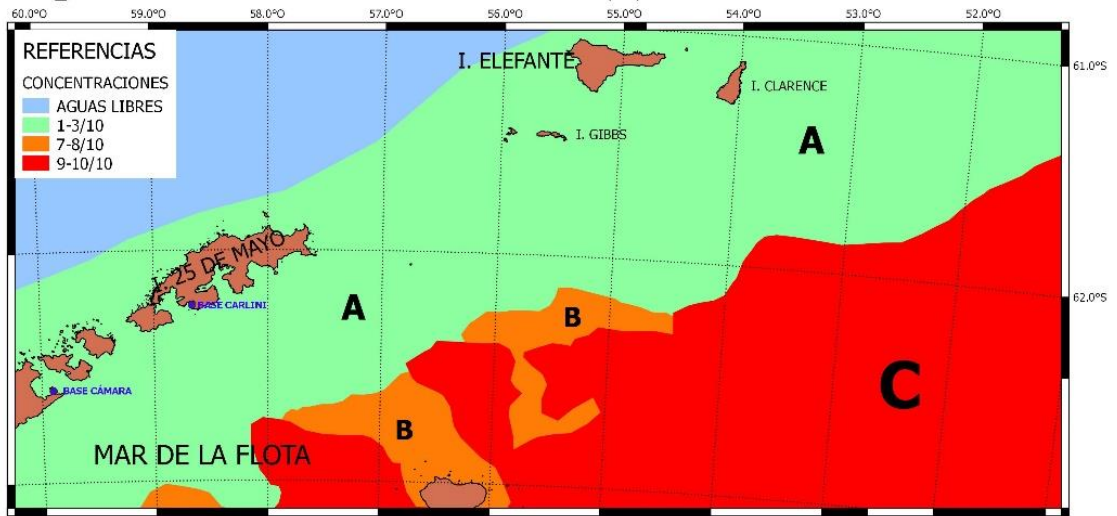 60.0°O 59.0°O 58.0°O 57.0°O 56.0°O 55.0°O 54.0°O 53.0°O 52.0°O
REFERENCIAS
CONCENTRACIONES
AGUAS LIBRES
1-3/10
7-8/10
9-10/10
I. ELEFANTE
61.0°S
I. CLARENCE
I. GIBBS
A
I. 25 DE MAYO
BASE CARLINI
A
62.0°S
B
C
BASE CÁMARA
B
MAR DE LA FLOTA